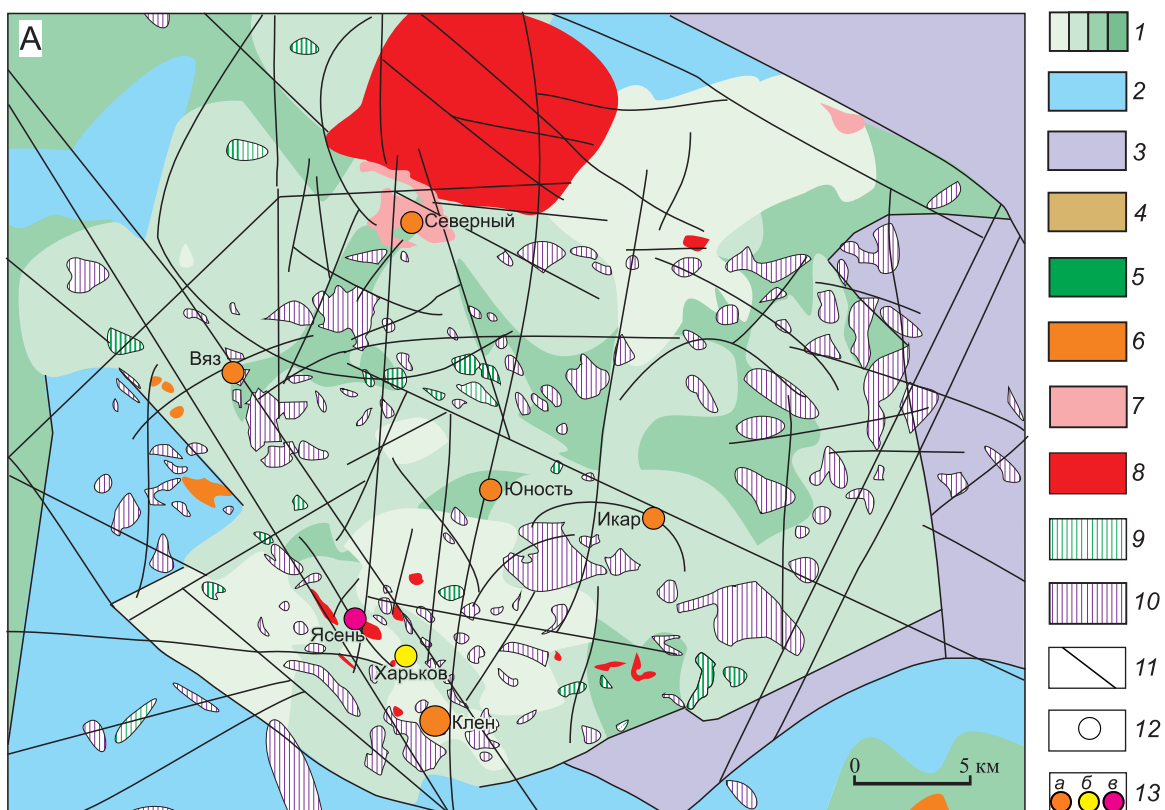 А
1
2
3
4
5
6
7
8
9
10
11
12
а б в
13
Северный
Вяз
Юность
Икар
Ясень
Харьков
Клен
0 5 км